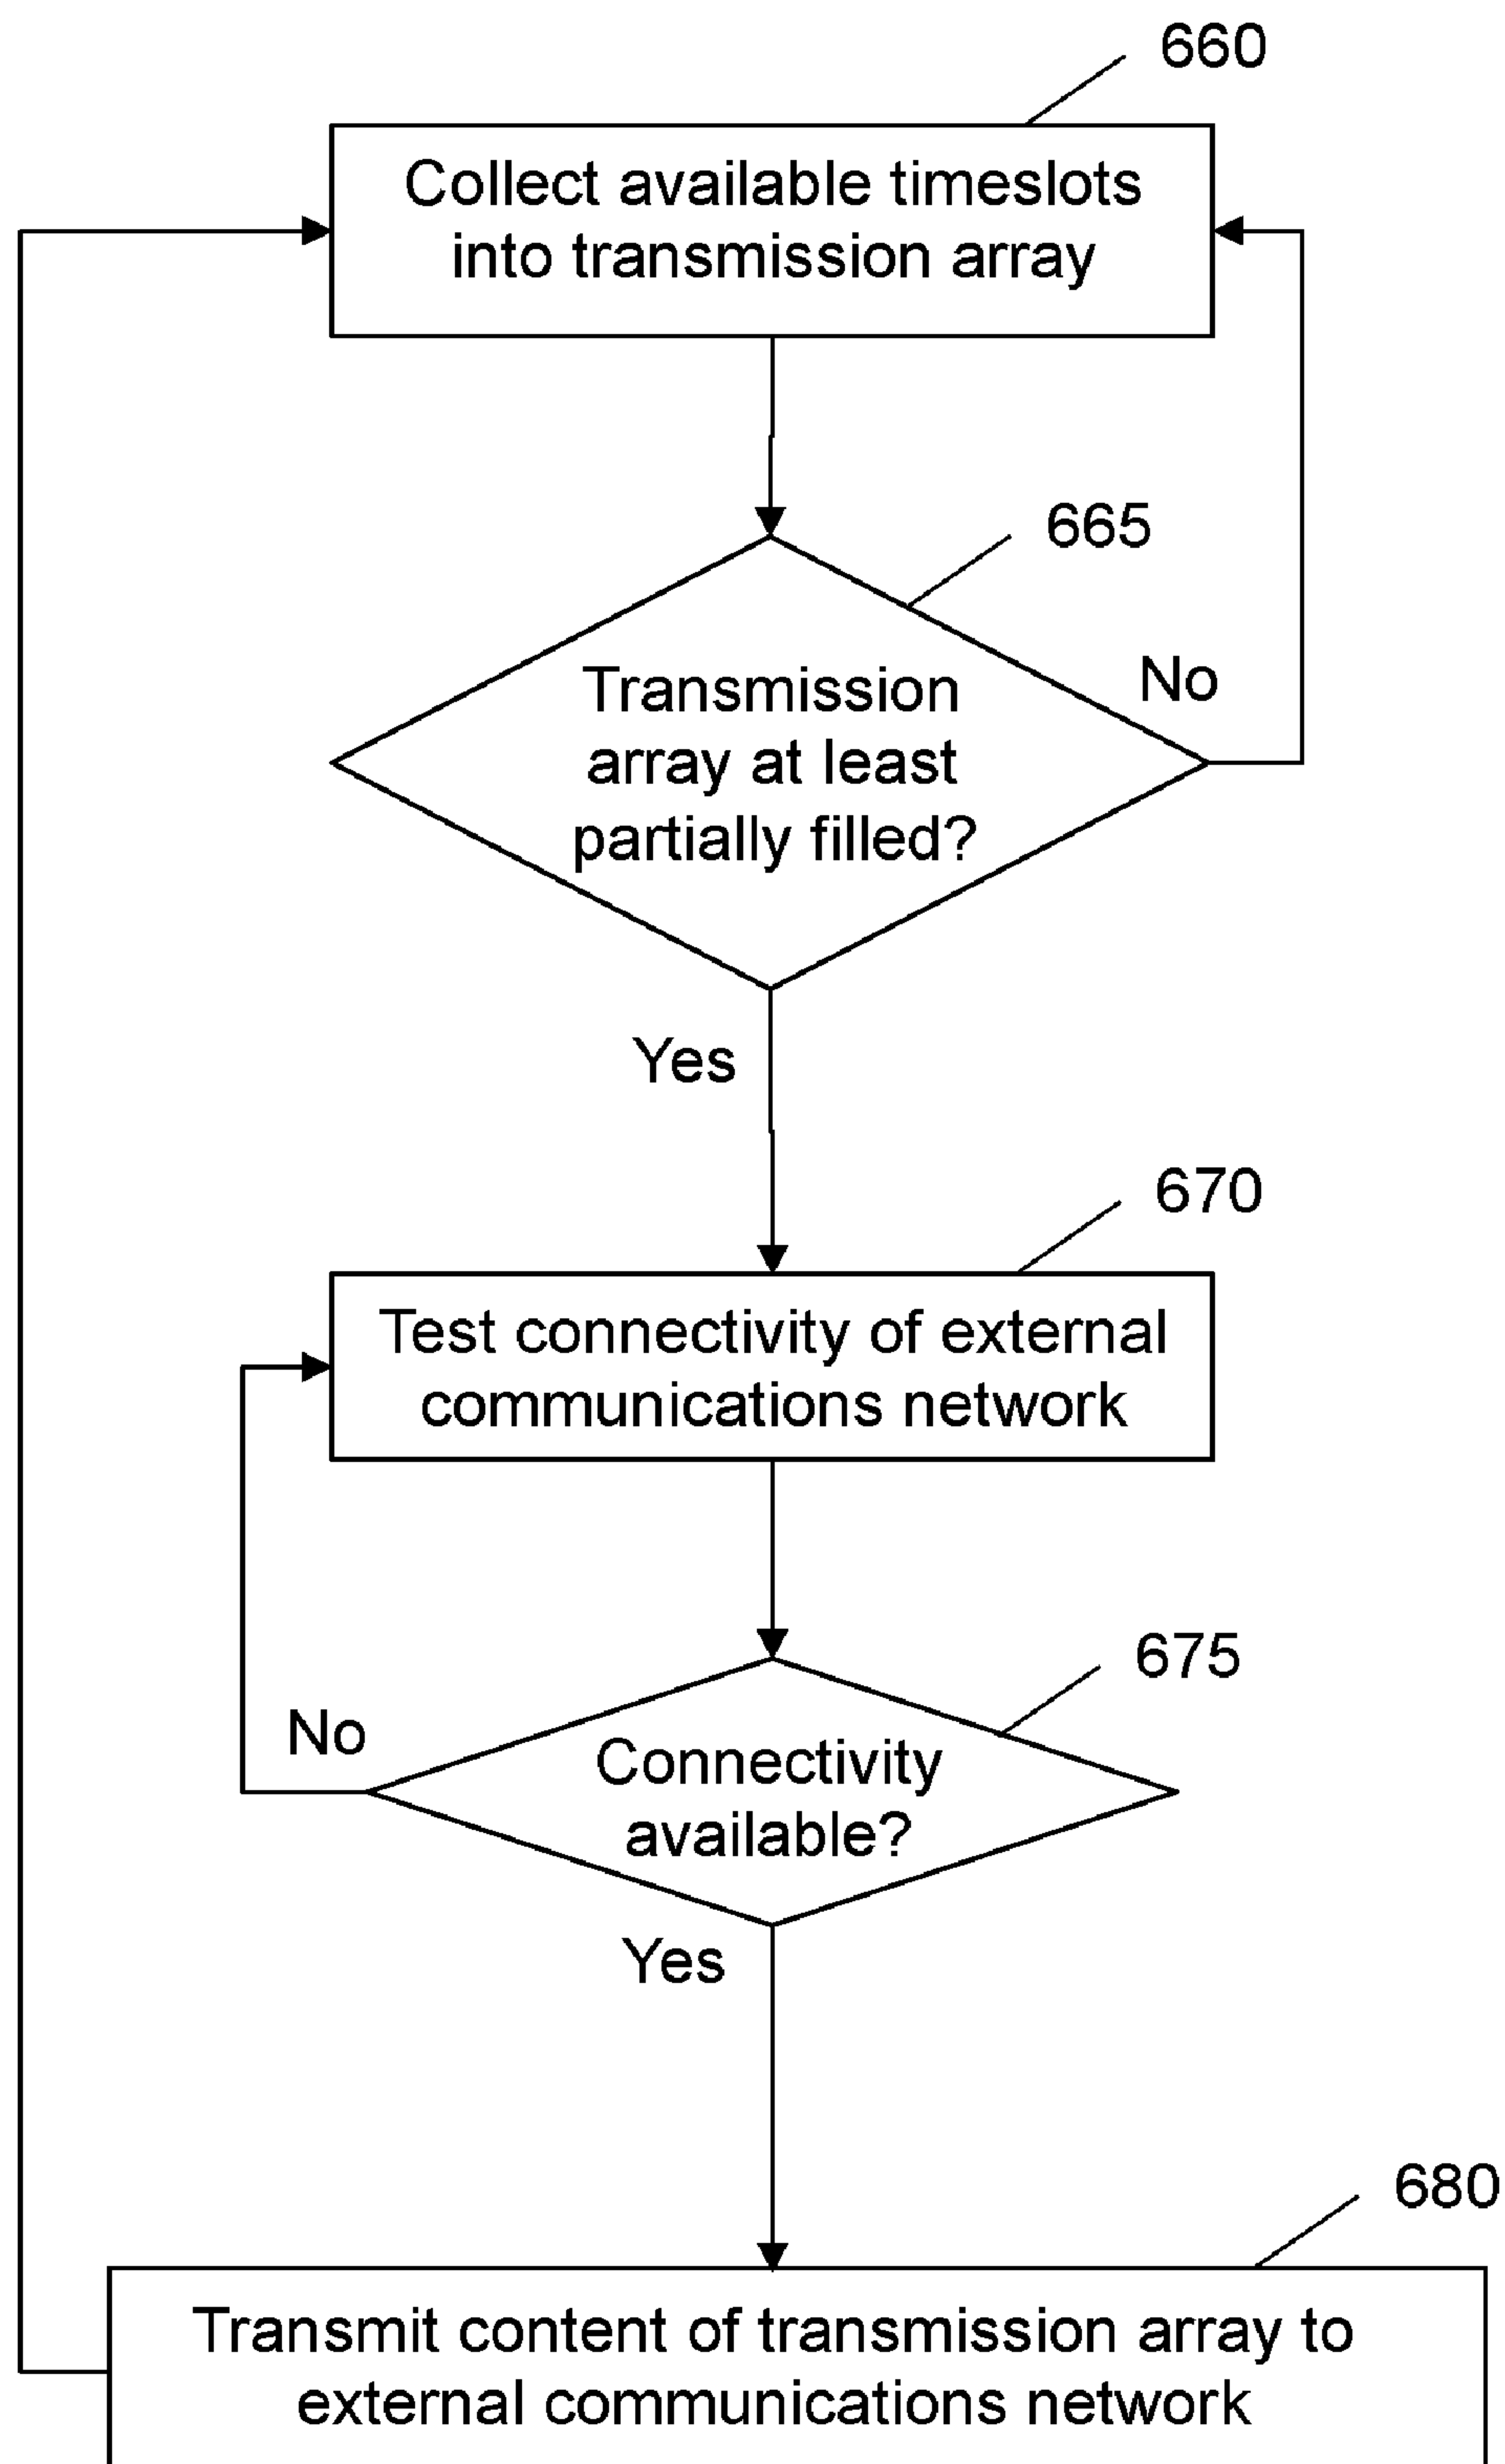 660
Collect available timeslots
into transmission array
665
Transmission
array at least
partially filled?
No
Yes
670
Test connectivity of external
communications network
675
Connectivity
available?
No
Yes
680
Transmit content of transmission array to
external communications network